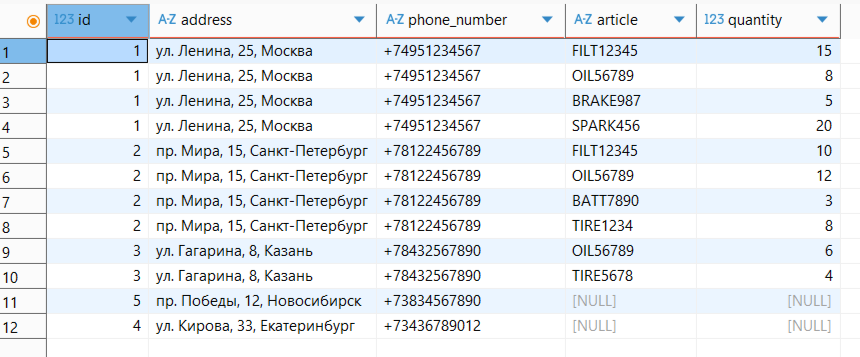 123 id A-Z address A-Z phone_number A-Z article 123 quantity
1 1 ул. Ленина, 25, Москва +74951234567 FILT12345 15
2 1 ул. Ленина, 25, Москва +74951234567 OIL56789 8
3 1 ул. Ленина, 25, Москва +74951234567 BRAKE987 5
4 1 ул. Ленина, 25, Москва +74951234567 SPARK456 20
5 2 пр. Мира, 15, Санкт-Петербург +78122456789 FILT12345 10
6 2 пр. Мира, 15, Санкт-Петербург +78122456789 OIL56789 12
7 2 пр. Мира, 15, Санкт-Петербург +78122456789 BATT7890 3
8 2 пр. Мира, 15, Санкт-Петербург +78122456789 TIRE1234 8
9 3 ул. Гагарина, 8, Казань +78432567890 OIL56789 6
10 3 ул. Гагарина, 8, Казань +78432567890 TIRE5678 4
11 5 пр. Победы, 12, Новосибирск +73834567890 [NULL] [NULL]
12 4 ул. Кирова, 33, Екатеринбург +73436789012 [NULL] [NULL]